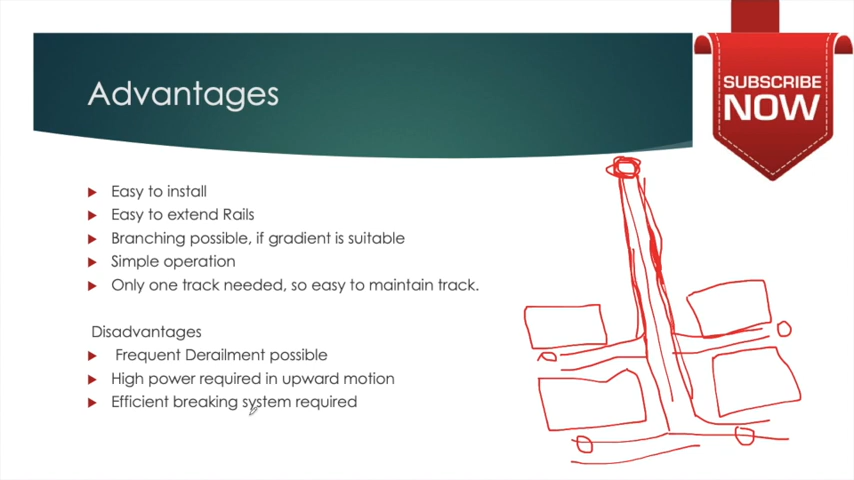 SUBSCRIBE
NOW
Advantages
Easy to install
Easy to extend Rails
Branching possible, if gradient is suitable
Simple operation
Only one track needed, so easy to maintain track.
Disadvantages
Frequent Derailment possible
High power required in upward motion
Efficient breaking system required